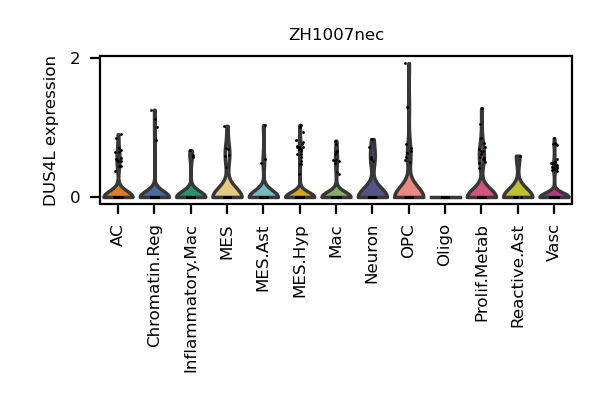 ZH1007nec
DUS4L expression
2
0
AC
Chromatin.Reg
Inflammatory.Mac
MES
MES.Ast
MES.Hyp
Mac
Neuron
OPC
Oligo
Prolif.Metab
Reactive.Ast
Vasc